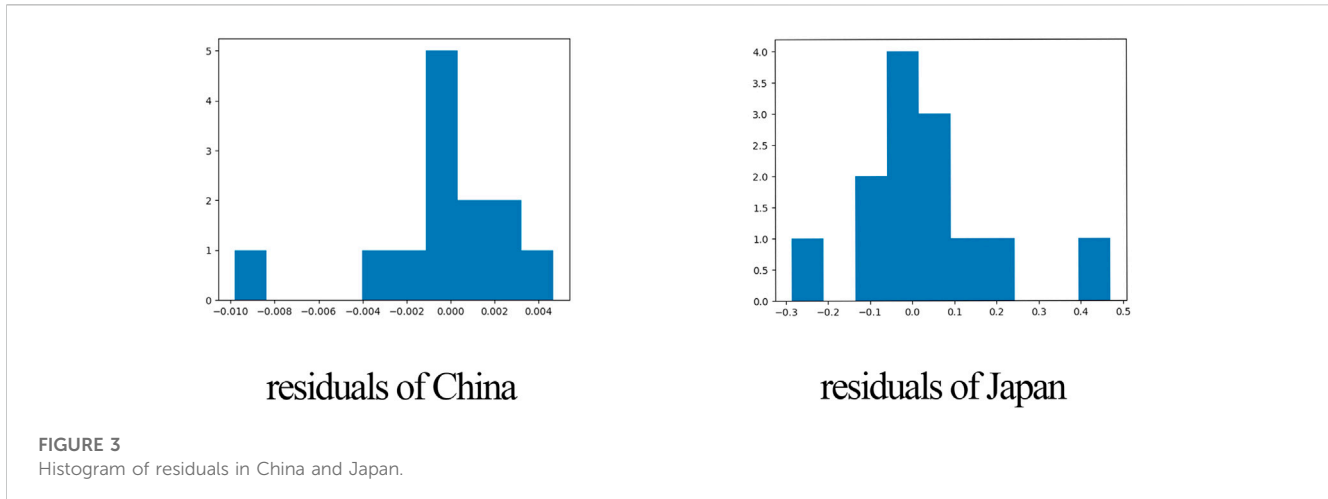 5
4
3
2
1
0
−0.010 −0.008 −0.006 −0.004 −0.002 0.000 0.002 0.004
residuals of China
4.0
3.5
3.0
2.5
2.0
1.5
1.0
0.5
0.0
−0.3 −0.2 −0.1 0.0 0.1 0.2 0.3 0.4 0.5
residuals of Japan
FIGURE 3
Histogram of residuals in China and Japan.